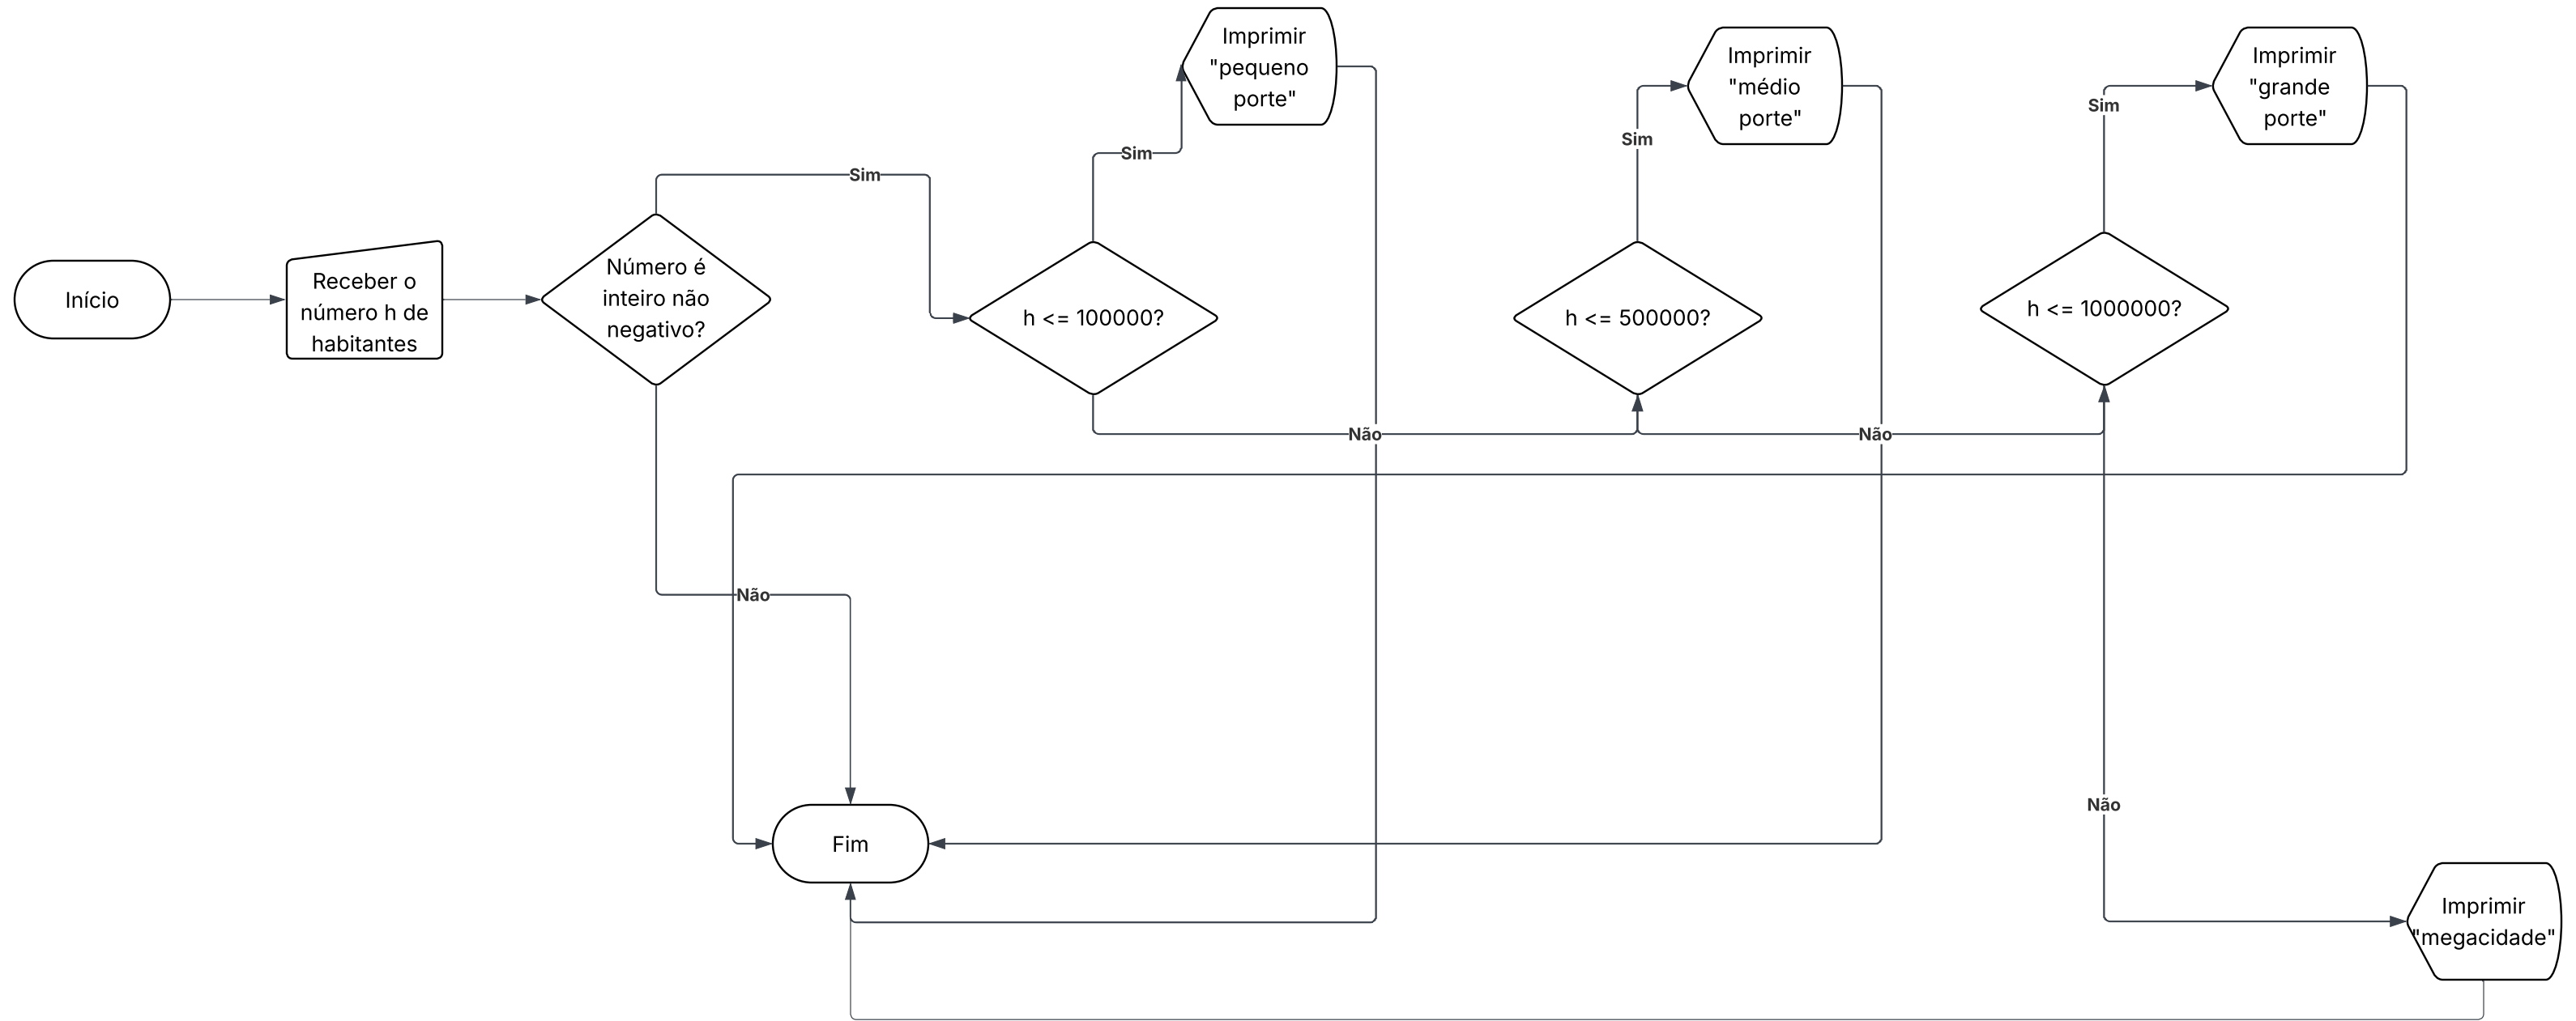 Início
Receber o
número h de
habitantes
Número é
inteiro não
negativo?
Sim
Não
h <= 100000?
Sim
Imprimir
"pequeno
porte"
Não
h <= 500000?
Sim
Imprimir
"médio
porte"
Não
h <= 1000000?
Sim
Imprimir
"grande
porte"
Não
Imprimir
"megacidade"
Fim